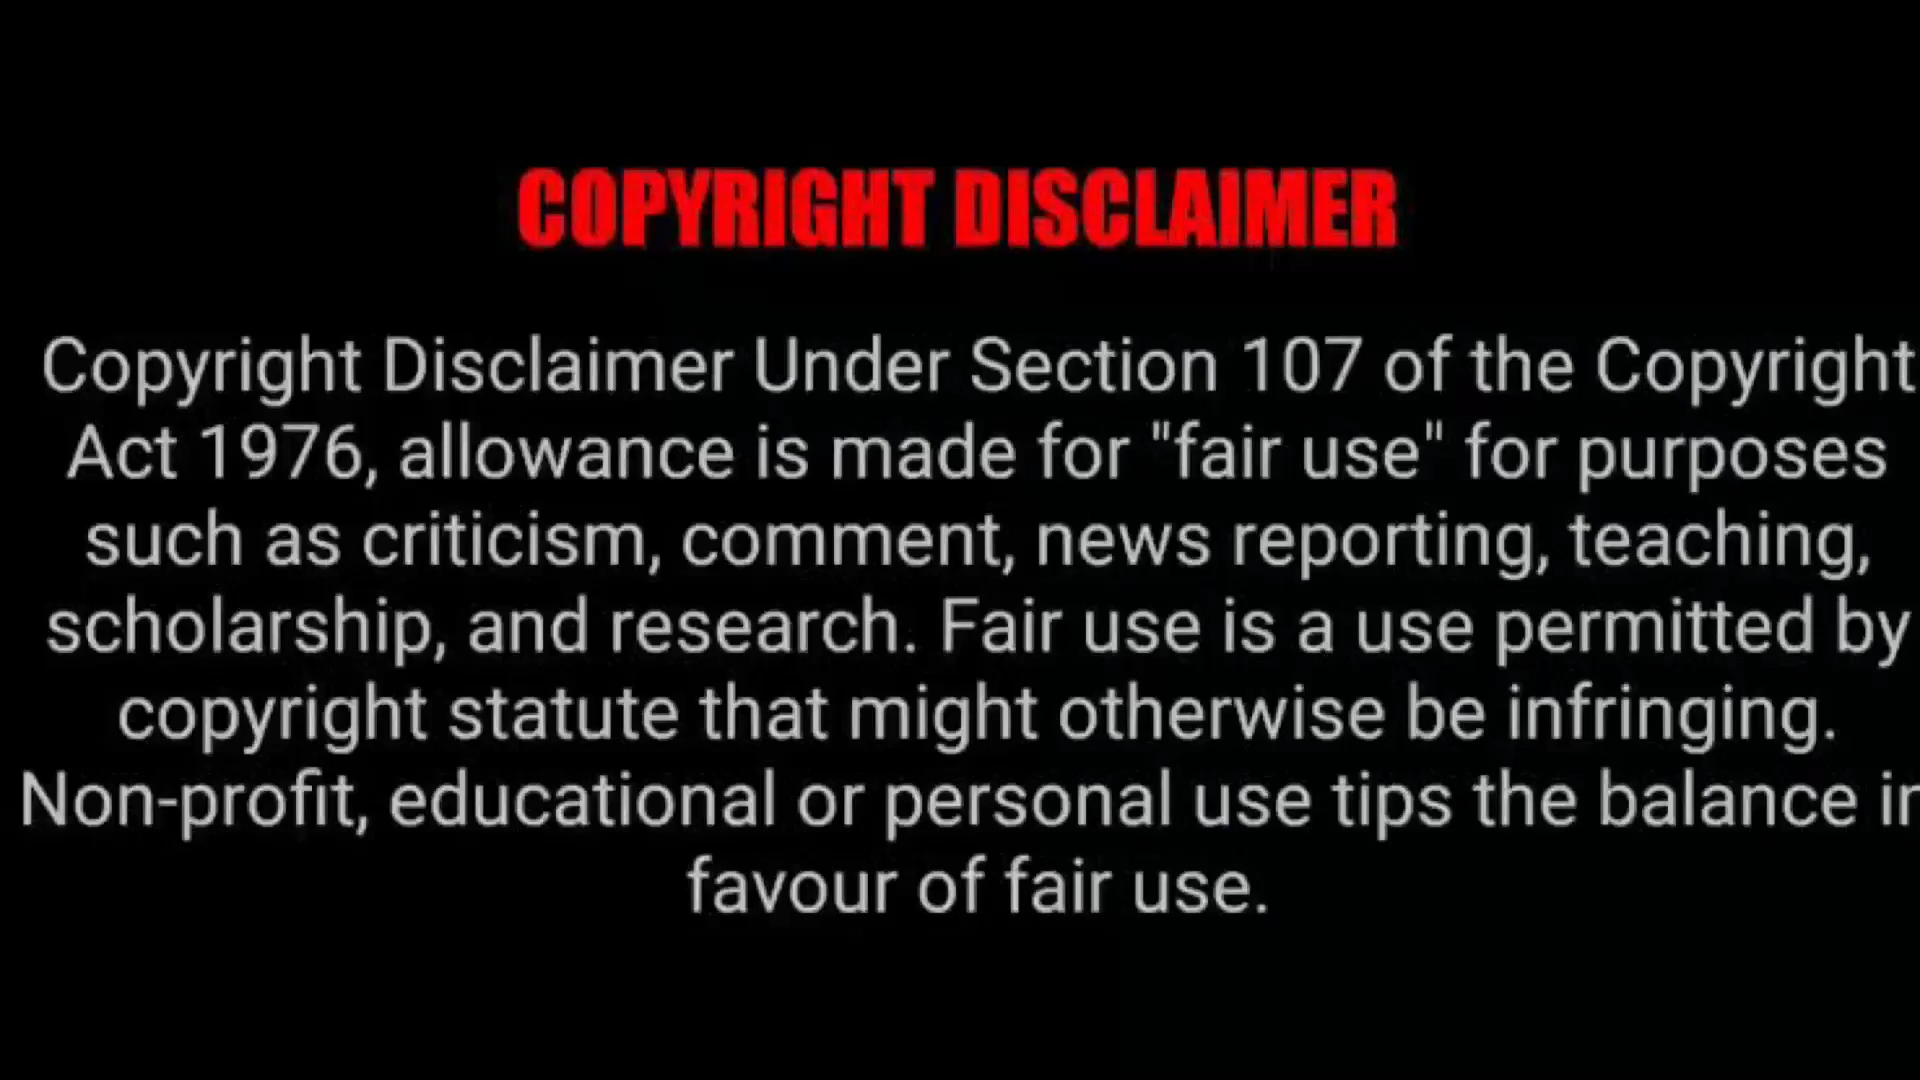 COPYRIGHT DISCLAIMER
Copyright Disclaimer Under Section 107 of the Copyright
Act 1976, allowance is made for "fair use" for purposes
such as criticism, comment, news reporting, teaching,
scholarship, and research. Fair use is a use permitted by
copyright statute that might otherwise be infringing.
Non-profit, educational or personal use tips the balance in
favour of fair use.